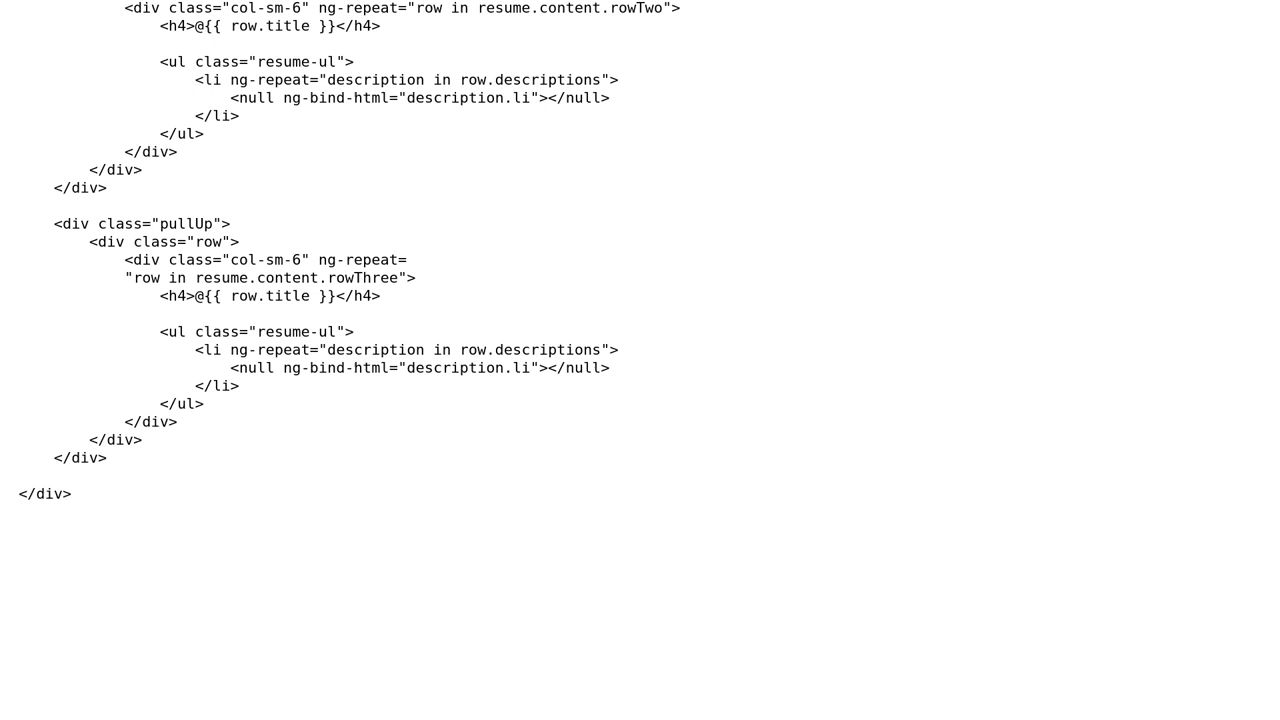 <div class="col-sm-6" ng-repeat="row in resume.content.rowTwo">
                <h4>@{{ row.title }}</h4>

                <ul class="resume-ul">
                    <li ng-repeat="description in row.descriptions">
                        <null ng-bind-html="description.li"></null>
                    </li>
                </ul>
            </div>
        </div>
    </div>

    <div class="pullUp">
        <div class="row">
            <div class="col-sm-6" ng-repeat=
            "row in resume.content.rowThree">
                <h4>@{{ row.title }}</h4>

                <ul class="resume-ul">
                    <li ng-repeat="description in row.descriptions">
                        <null ng-bind-html="description.li"></null>
                    </li>
                </ul>
            </div>
        </div>
    </div>

</div>